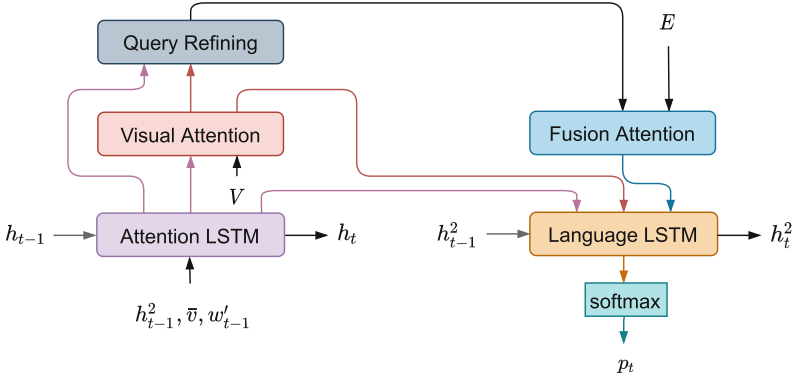 E
Query Refining
Visual Attention
Fusion Attention
V
h_{t-1}
Attention LSTM
h_t
h^2_{t-1}
Language LSTM
h^2_t
h^2_{t-1}, v̄, w'_{t-1}
softmax
p_t